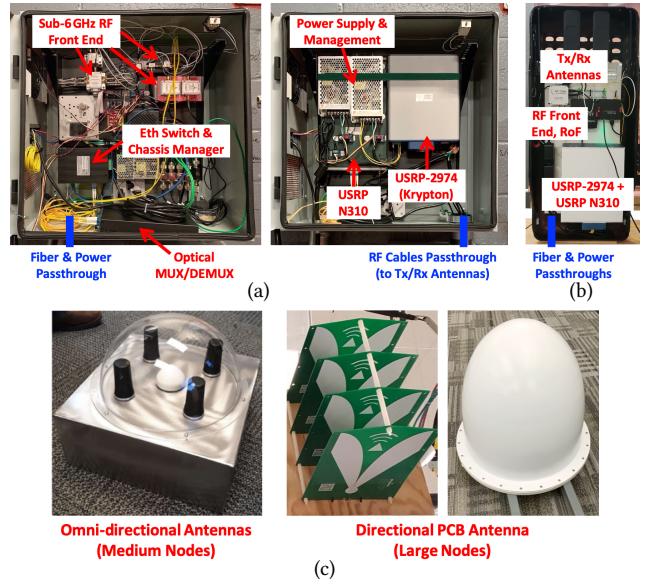 Sub-6 GHz RF
Front End
Eth Switch &
Chassis Manager
Fiber & Power
Passthrough
Optical
MUX/DEMUX
Power Supply &
Management
USRP
N310
USRP-2974
(Krypton)
RF Cables Passthrough
(to Tx/Rx Antennas)
(a)
Tx/Rx
Antennas
RF Front
End, RoF
USRP-2974 +
USRP N310
Fiber & Power
Passthroughs
(b)
Omni-directional Antennas
(Medium Nodes)
Directional PCB Antenna
(Large Nodes)
(c)